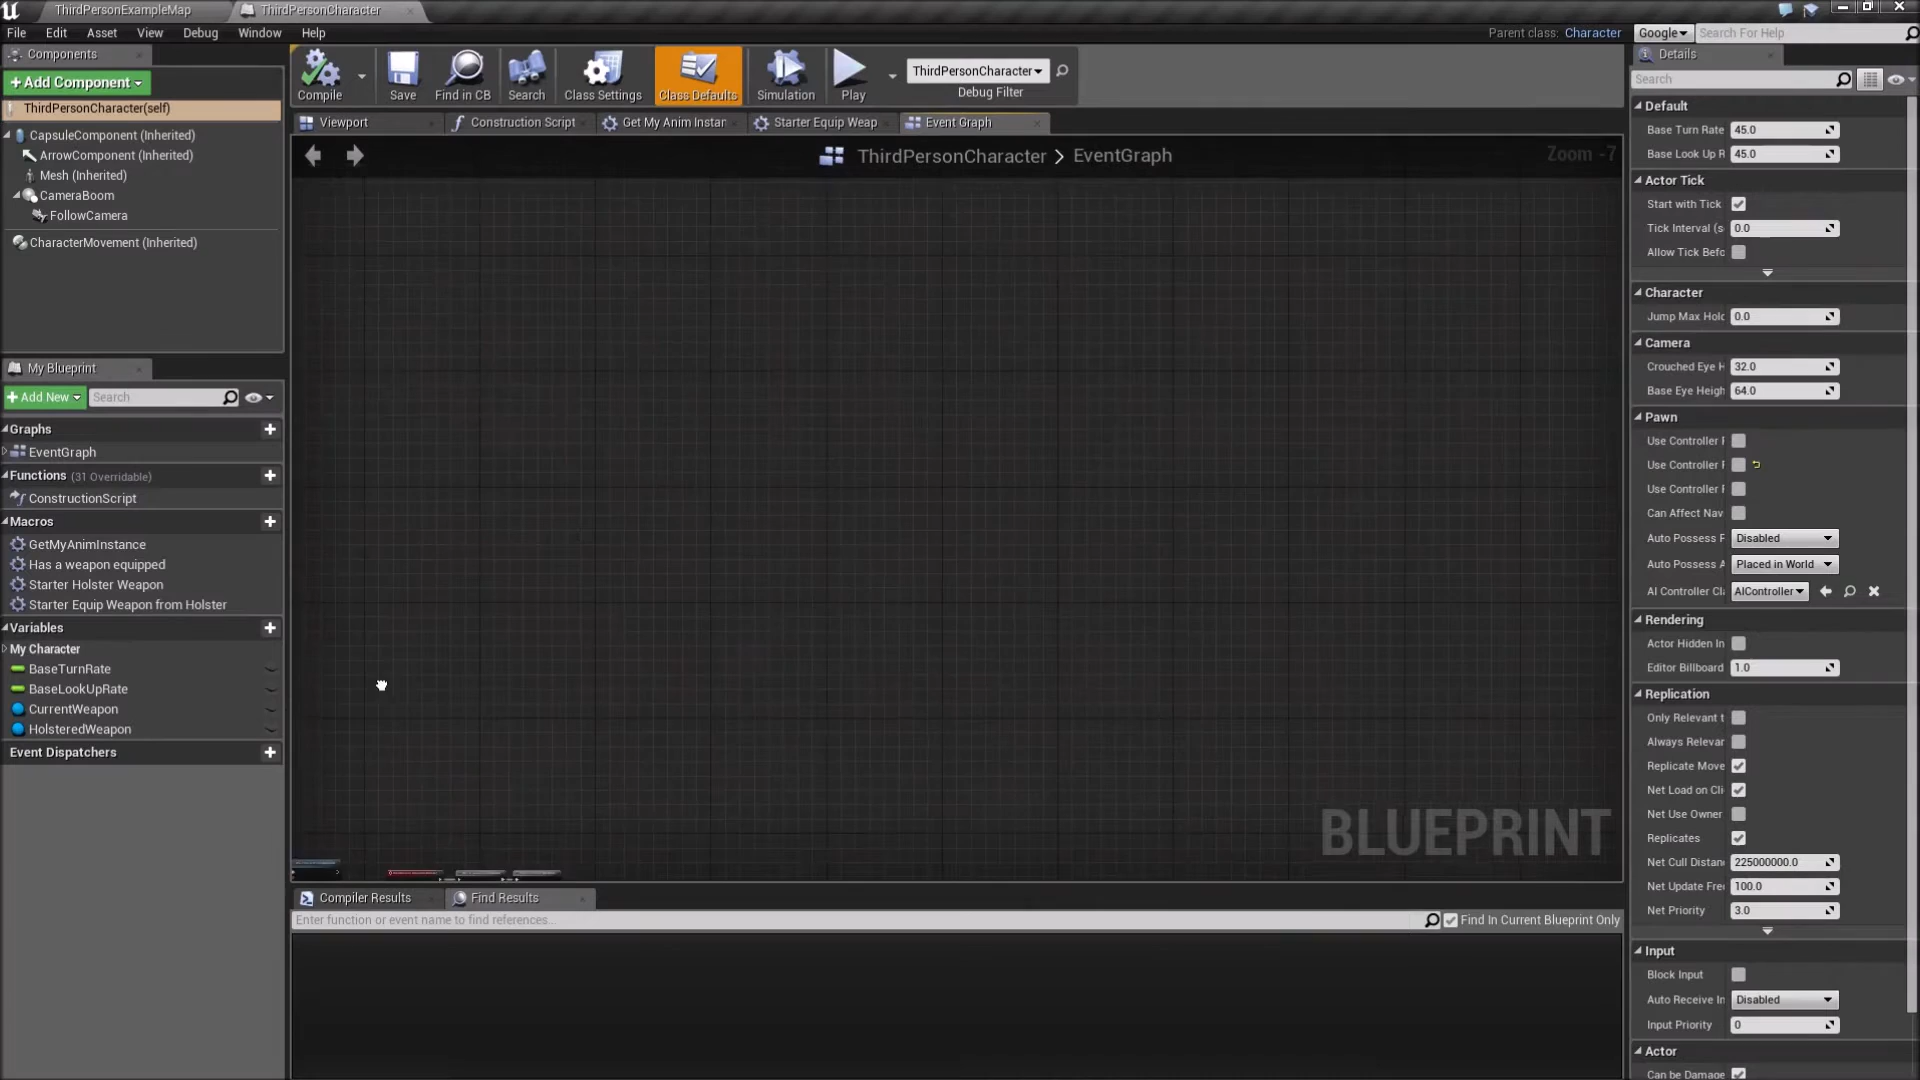 ThirdPersonExampleMap
ThirdPersonCharacter
File Edit Asset View Debug Window Help
Parent class: Character
Google
Search For Help
Components
Add Component
ThirdPersonCharacter(self)
CapsuleComponent (Inherited)
ArrowComponent (Inherited)
Mesh (Inherited)
CameraBoom
FollowCamera
CharacterMovement (Inherited)
My Blueprint
Add New
Search
Graphs
EventGraph
Functions (31 Overridable)
ConstructionScript
Macros
GetMyAnimInstance
Has a weapon equipped
Starter Holster Weapon
Starter Equip Weapon from Holster
Variables
My Character
BaseTurnRate
BaseLookUpRate
CurrentWeapon
HolsteredWeapon
Event Dispatchers
Compile
Save
Find in CB
Search
Class Settings
Class Defaults
Simulation
Play
ThirdPersonCharacter
Debug Filter
Viewport
Construction Script
Get My Anim Instar
Starter Equip Weap
Event Graph
ThirdPersonCharacter > EventGraph
Zoom -7
BLUEPRINT
Compiler Results
Find Results
Enter function or event name to find references...
Find In Current Blueprint Only
Details
Search
Default
Base Turn Rate 45.0
Base Look Up R 45.0
Actor Tick
Start with Tick
Tick Interval (s 0.0
Allow Tick Befo
Character
Jump Max Hold 0.0
Camera
Crouched Eye H 32.0
Base Eye Heigh 64.0
Pawn
Use Controller F
Use Controller F
Use Controller F
Can Affect Nav
Auto Possess P Disabled
Auto Possess A Placed in World
AI Controller Cl AIController
Rendering
Actor Hidden In
Editor Billboard 1.0
Replication
Only Relevant t
Always Relevar
Replicate Move
Net Load on Cli
Net Use Owner
Replicates
Net Cull Distan 225000000.0
Net Update Fre 100.0
Net Priority 3.0
Input
Block Input
Auto Receive In Disabled
Input Priority 0
Actor
Can be Damage